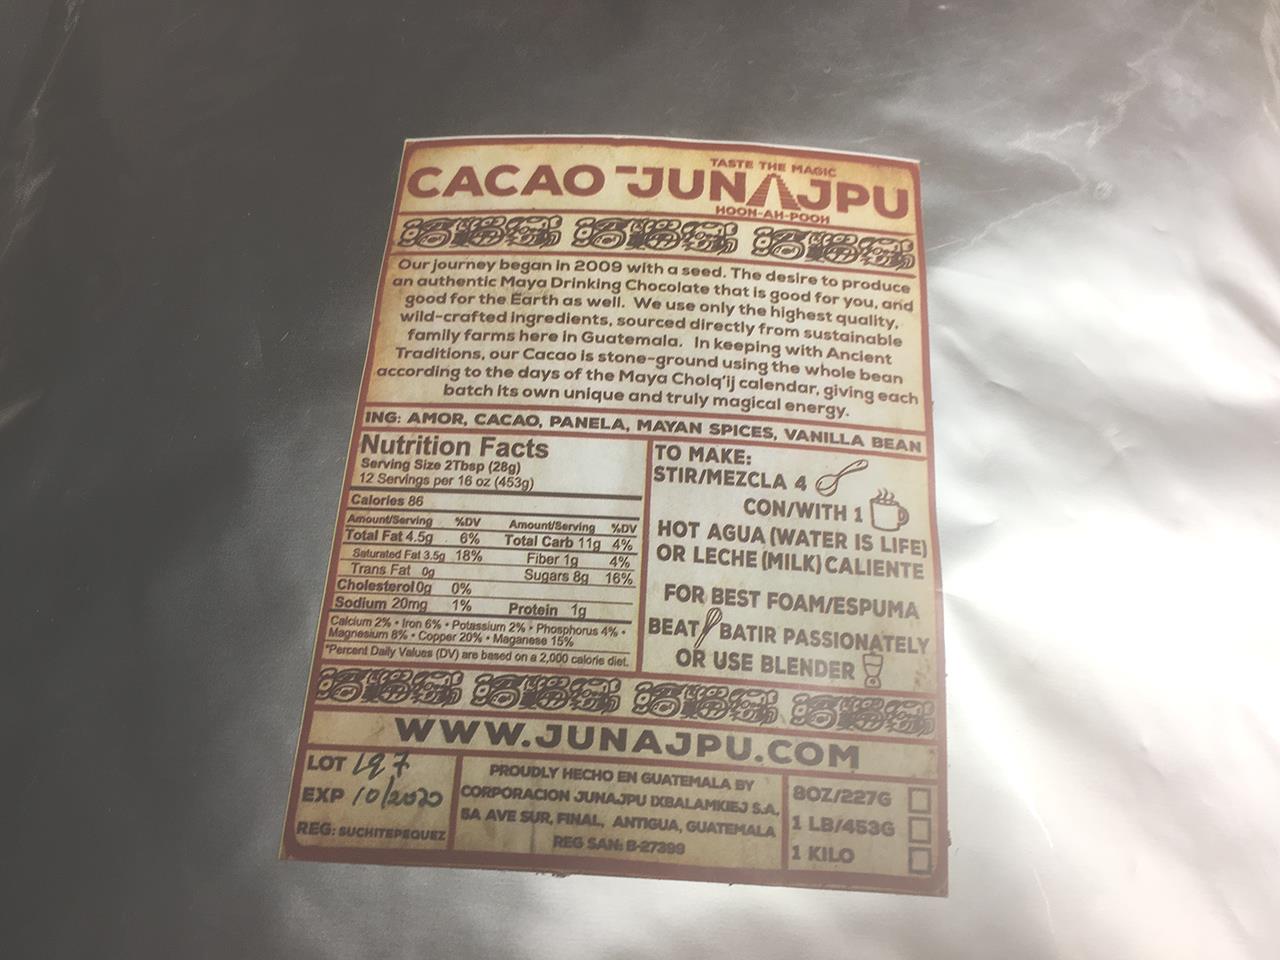 TASTE THE MAGIC
CACAO JUNAJPU
HOON-AH-POOH
Our journey began in 2009 with a seed. The desire to produce
an authentic Maya Drinking Chocolate that is good for you, and
good for the Earth as well. We use only the highest quality,
wild-crafted ingredients, sourced directly from sustainable
family farms here in Guatemala. In keeping with Ancient
Traditions, our Cacao is stone-ground using the whole bean
according to the days of the Maya Cholq'ij calendar, giving each
batch its own unique and truly magical energy.
ING: AMOR, CACAO, PANELA, MAYAN SPICES, VANILLA BEAN
Nutrition Facts
Serving Size 2Tbsp (28g)
12 Servings per 16 oz (453g)
Calories 86
Amount/Serving %DV Amount/Serving %DV
Total Fat 4.5g 6% Total Carb 11g 4%
Saturated Fat 3.5g 18% Fiber 1g 4%
Trans Fat 0g Sugars 8g 16%
Cholesterol 0g 0%
Sodium 20mg 1% Protein 1g
Calcium 2% • Iron 6% • Potassium 2% • Phosphorus 4% •
Magnesium 8% • Copper 20% • Maganese 15%
*Percent Daily Values (DV) are based on a 2,000 calorie diet.
TO MAKE:
STIR/MEZCLA 4
CON/WITH 1
HOT AGUA (WATER IS LIFE)
OR LECHE (MILK) CALIENTE
FOR BEST FOAM/ESPUMA
BEAT BATIR PASSIONATELY
OR USE BLENDER
WWW.JUNAJPU.COM
LOT 197
EXP 10/2020
REG: SUCHITEPEQUEZ
PROUDLY HECHO EN GUATEMALA BY
CORPORACION JUNAJPU IXBALAMKIEJ S.A.
5A AVE SUR, FINAL, ANTIGUA, GUATEMALA
REG SAN: B-27399
8OZ/227G
1 LB/453G
1 KILO